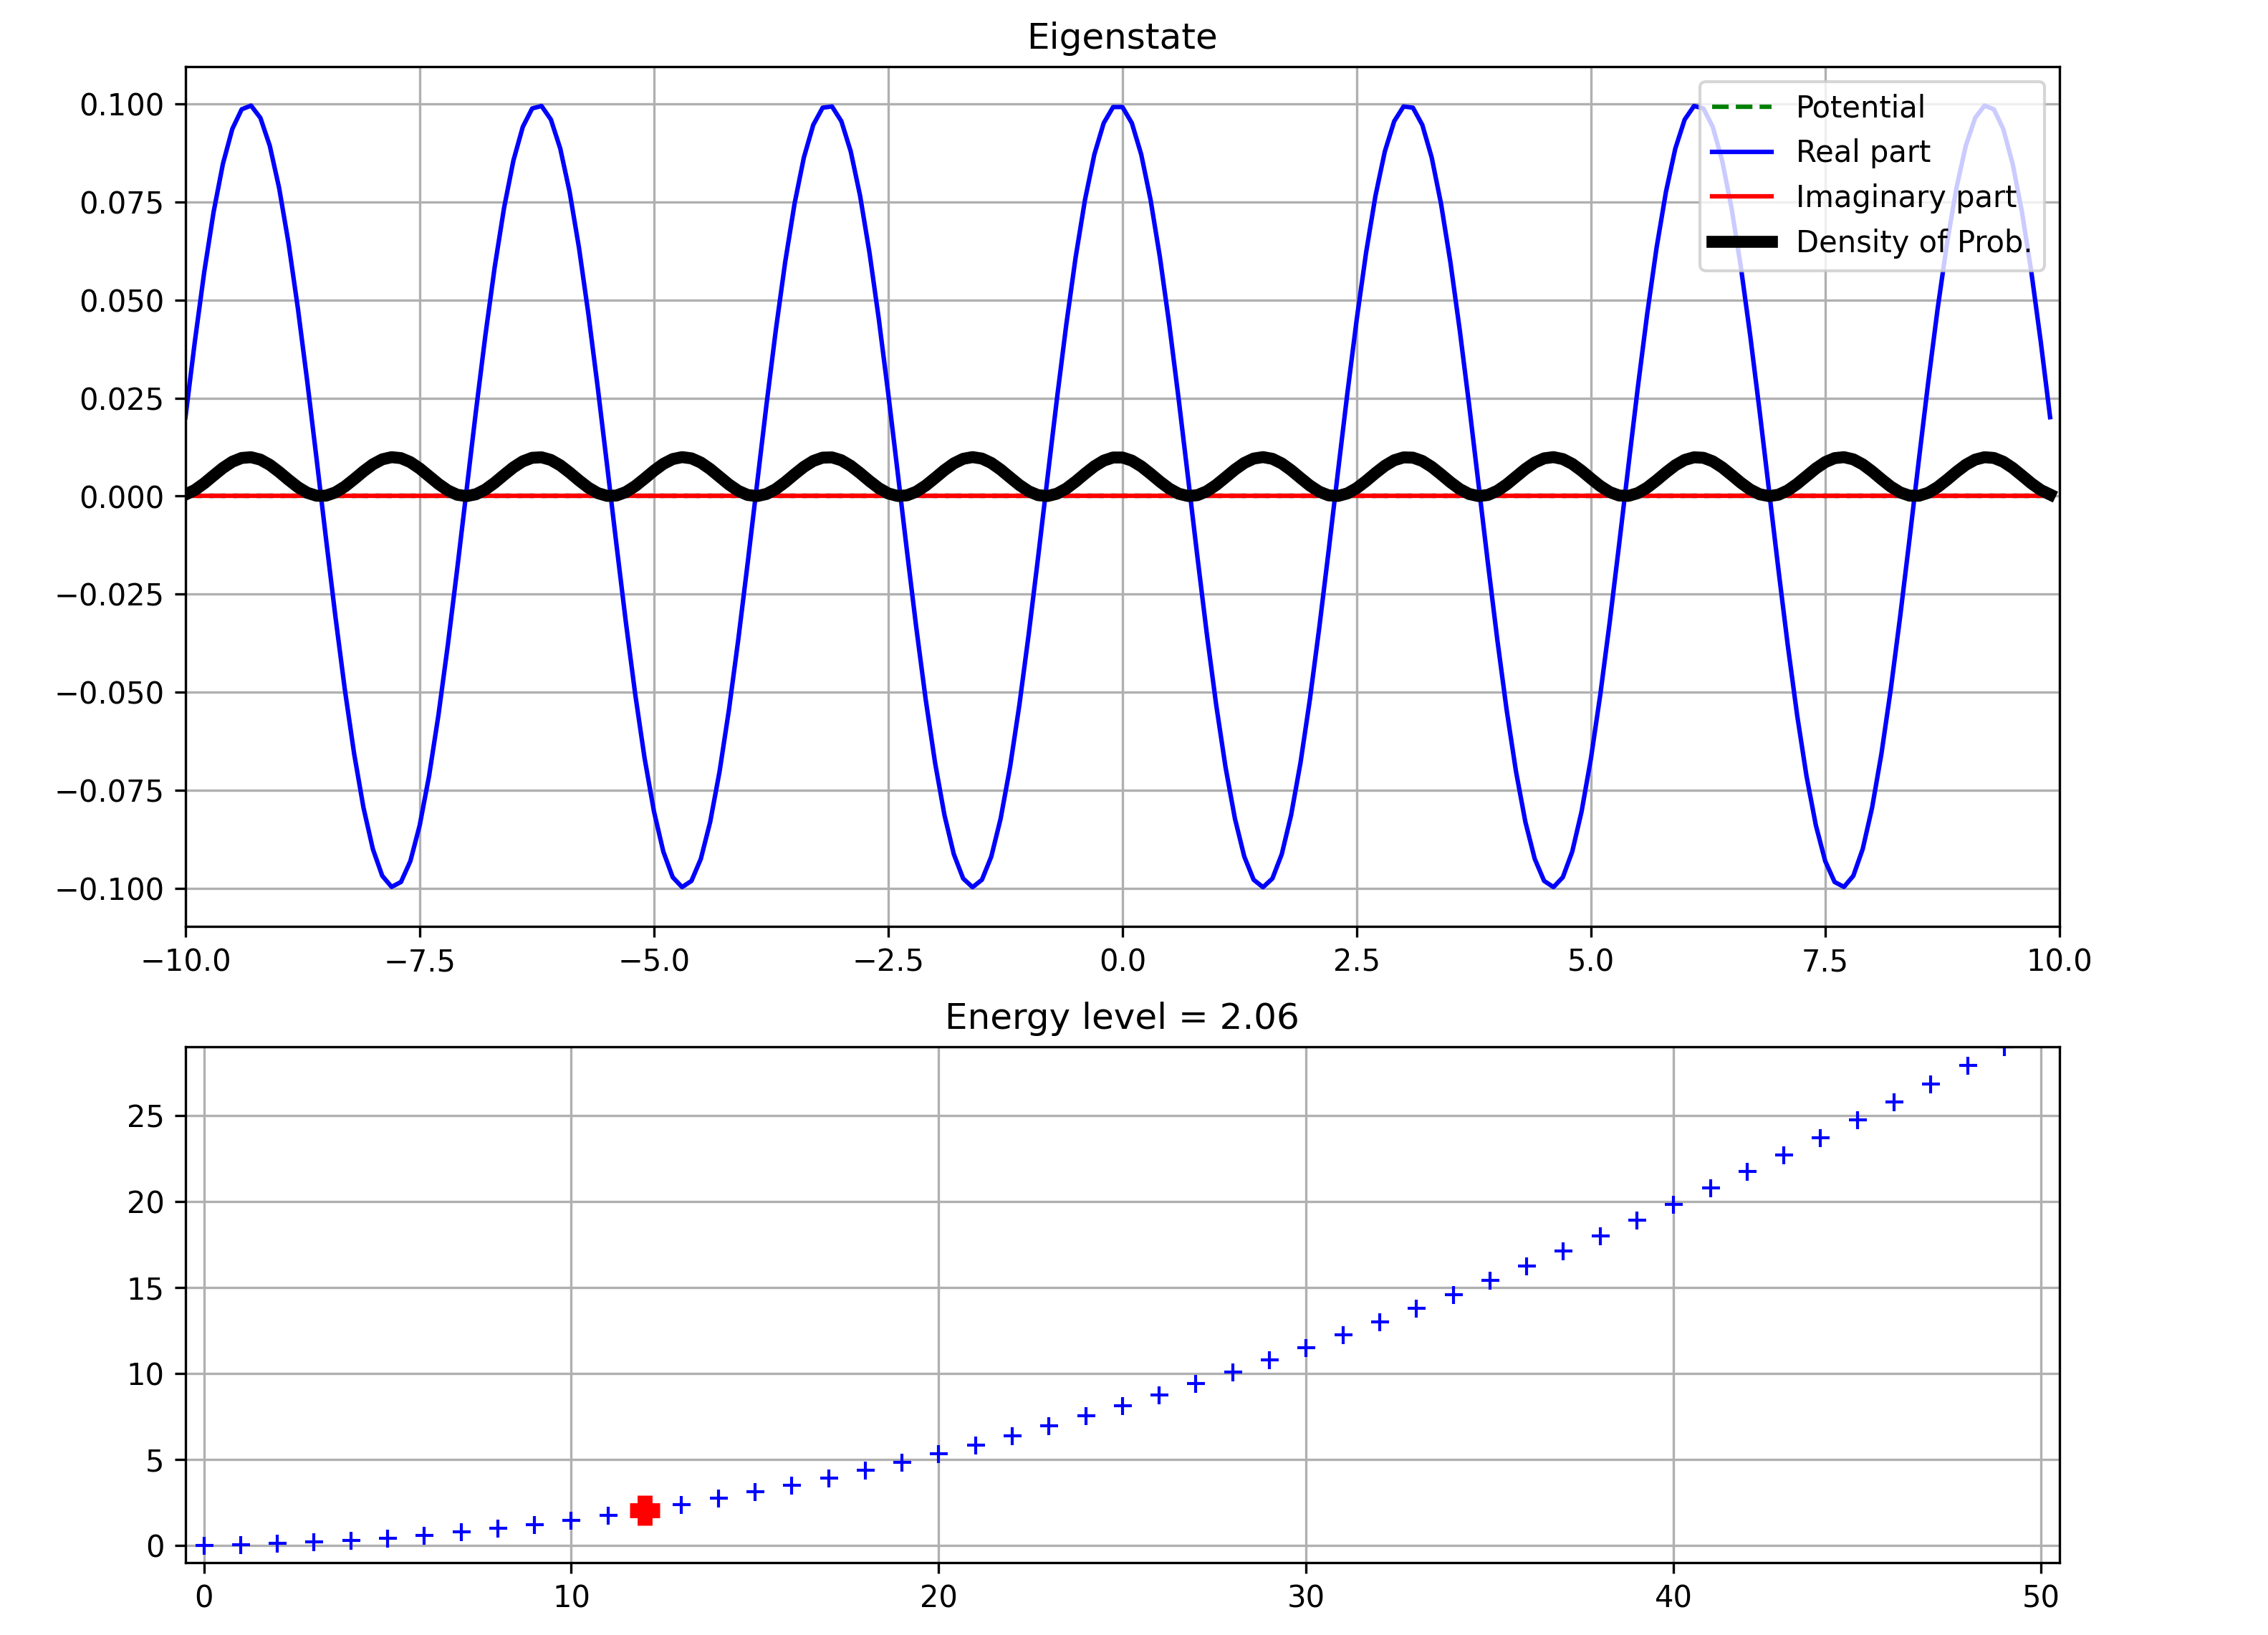 Eigenstate
0.100
0.075
0.050
0.025
0.000
−0.025
−0.050
−0.075
−0.100
Potential
Real part
Imaginary part
Density of Prob.
−10.0 −7.5 −5.0 −2.5 0.0 2.5 5.0 7.5 10.0
Energy level = 2.06
25
20
15
10
5
0
0 10 20 30 40 50